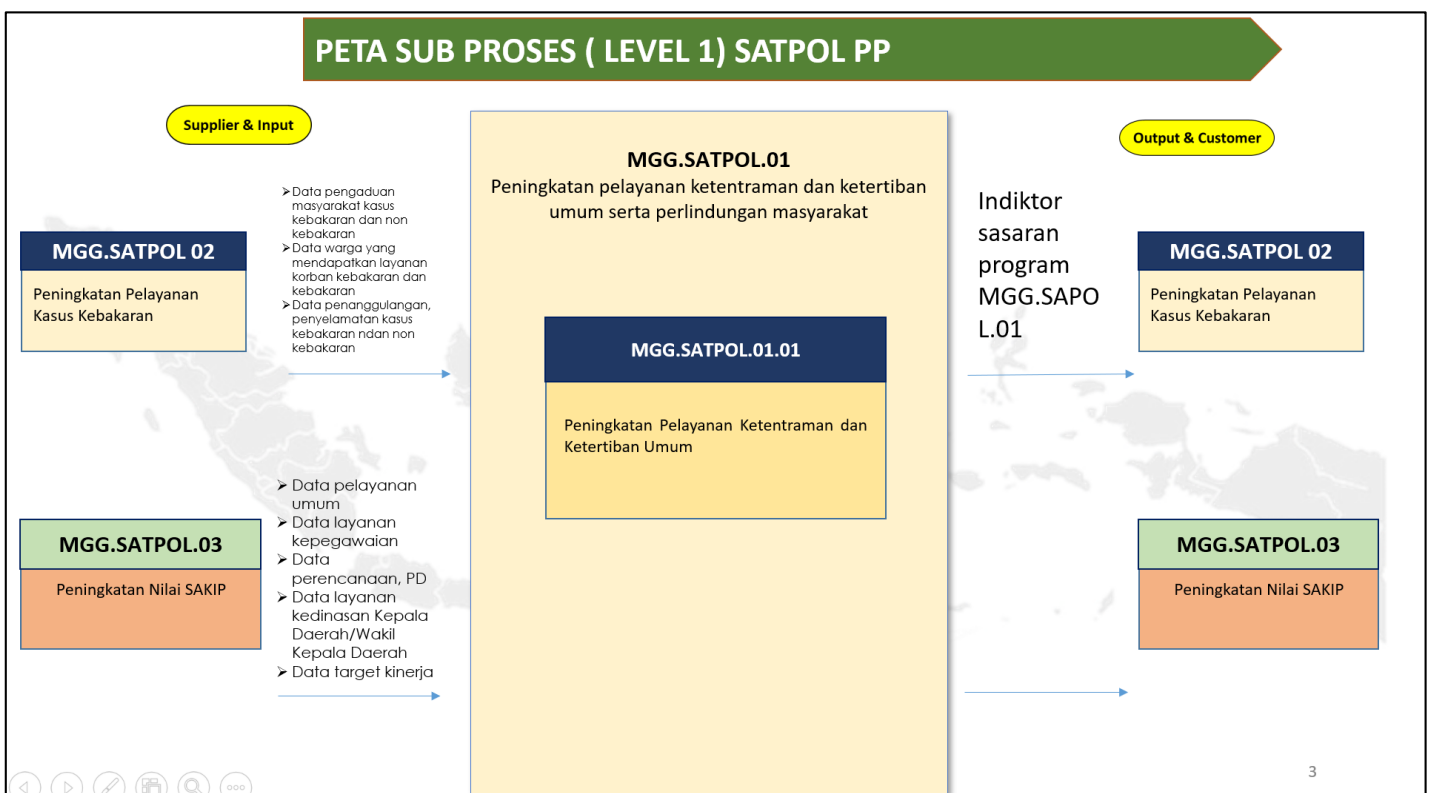 PETA SUB PROSES ( LEVEL 1) SATPOL PP
Supplier & Input
Output & Customer
MGG.SATPOL 02
Peningkatan Pelayanan
Kasus Kebakaran
➢Data pengaduan
masyarakat kasus
kebakaran dan non
kebakaran
➢Data warga yang
mendapatkan layanan
korban kebakaran dan
kebakaran
➢Data penanggulangan,
penyelamatan kasus
kebakaran ndan non
kebakaran
MGG.SATPOL.03
Peningkatan Nilai SAKIP
➢Data pelayanan
umum
➢Data layanan
kepegawaian
➢Data
perencanaan, PD
➢Data layanan
kedinasan Kepala
Daerah/Wakil
Kepala Daerah
➢Data target kinerja
MGG.SATPOL.01
Peningkatan pelayanan ketentraman dan ketertiban
umum serta perlindungan masyarakat
MGG.SATPOL.01.01
Peningkatan Pelayanan Ketentraman dan
Ketertiban Umum
Indiktor
sasaran
program
MGG.SAPO
L.01
MGG.SATPOL 02
Peningkatan Pelayanan
Kasus Kebakaran
MGG.SATPOL.03
Peningkatan Nilai SAKIP
3